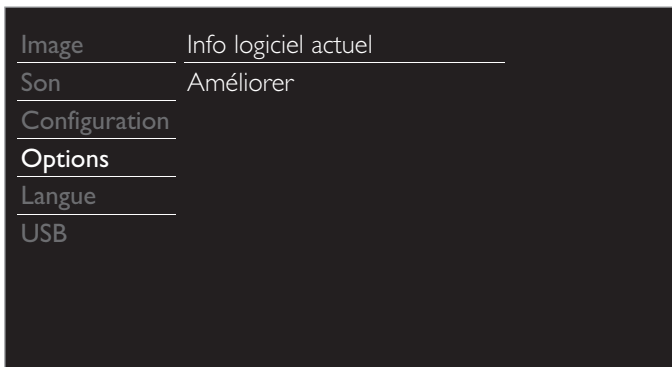 Image
Info logiciel actuel
Son
Améliorer
Configuration
Options
Langue
USB